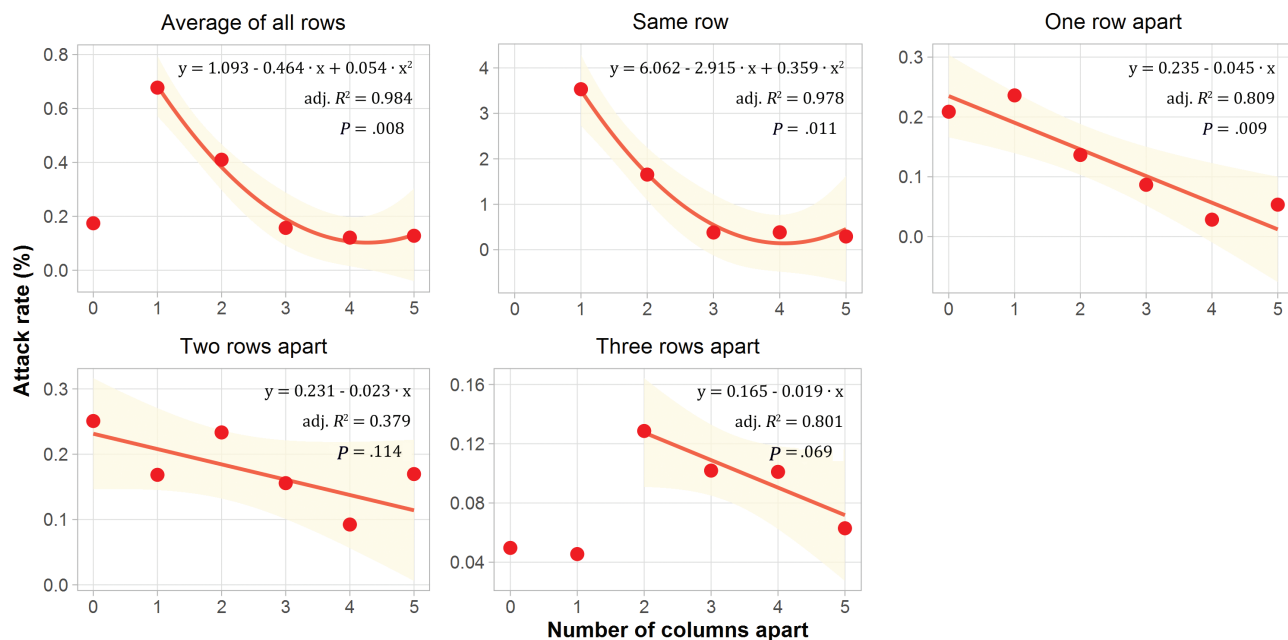 Average of all rows
y = 1.093 - 0.464 · x + 0.054 · x²
adj. R² = 0.984
P = .008
0.8
0.6
0.4
0.2
0.0
0 1 2 3 4 5
Same row
y = 6.062 - 2.915 · x + 0.359 · x²
adj. R² = 0.978
P = .011
4
3
2
1
0
0 1 2 3 4 5
One row apart
y = 0.235 - 0.045 · x
adj. R² = 0.809
P = .009
0.3
0.2
0.1
0.0
0 1 2 3 4 5
Attack rate (%)
Two rows apart
y = 0.231 - 0.023 · x
adj. R² = 0.379
P = .114
0.3
0.2
0.1
0.0
0 1 2 3 4 5
Three rows apart
y = 0.165 - 0.019 · x
adj. R² = 0.801
P = .069
0.16
0.12
0.08
0.04
0 1 2 3 4 5
Number of columns apart